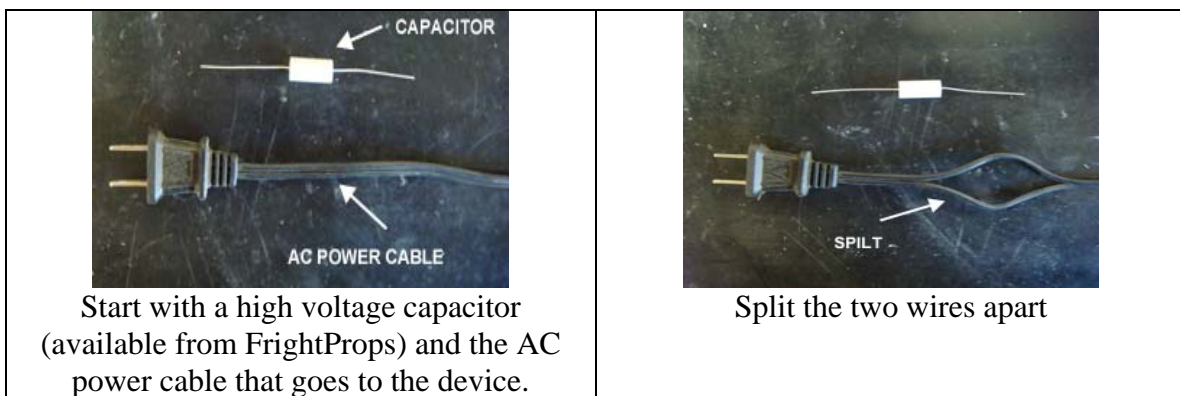 CAPACITOR
AC POWER CABLE
Start with a high voltage capacitor
(available from FrightProps) and the AC
power cable that goes to the device.
SPILT
Split the two wires apart